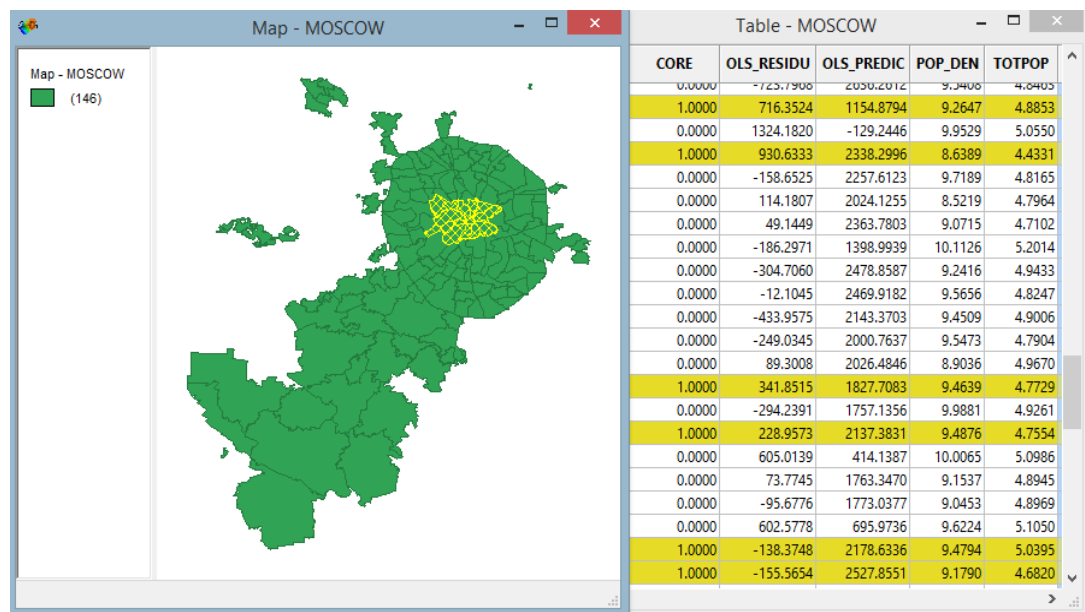 Map - MOSCOW
Map - MOSCOW
(146)
Table - MOSCOW
CORE OLS_RESIDU OLS_PREDIC POP_DEN TOTPOP
0.0000 -725.7968 2036.2612 9.5408 4.8465
1.0000 716.3524 1154.8794 9.2647 4.8853
0.0000 1324.1820 -129.2446 9.9529 5.0550
1.0000 930.6333 2338.2996 8.6389 4.4331
0.0000 -158.6525 2257.6123 9.7189 4.8165
0.0000 114.1807 2024.1255 8.5219 4.7964
0.0000 49.1449 2363.7803 9.0715 4.7102
0.0000 -186.2971 1398.9939 10.1126 5.2014
0.0000 -304.7060 2478.8587 9.2416 4.9433
0.0000 -12.1045 2469.9182 9.5656 4.8247
0.0000 -433.9575 2143.3703 9.4509 4.9006
0.0000 -249.0345 2000.7637 9.5473 4.7904
0.0000 89.3008 2026.4846 8.9036 4.9670
1.0000 341.8515 1827.7083 9.4639 4.7729
0.0000 -294.2391 1757.1356 9.9881 4.9261
1.0000 228.9573 2137.3831 9.4876 4.7554
0.0000 605.0139 414.1387 10.0065 5.0986
0.0000 73.7745 1763.3470 9.1537 4.8945
0.0000 -95.6776 1773.0377 9.0453 4.8969
0.0000 602.5778 695.9736 9.6224 5.1050
1.0000 -138.3748 2178.6336 9.4794 5.0395
1.0000 -155.5654 2527.8551 9.1790 4.6820